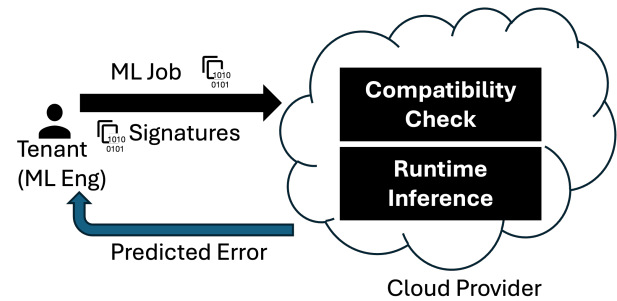 ML Job
1010
0101
1010
0101
Signatures
Tenant
(ML Eng)
Compatibility
Check
Runtime
Inference
Predicted Error
Cloud Provider